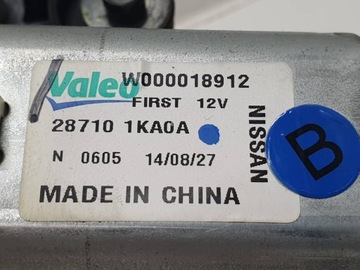 Valeo W000018912
FIRST 12V
28710 1KA0A
N 0605 14/08/27
MADE IN CHINA
NISSAN
B